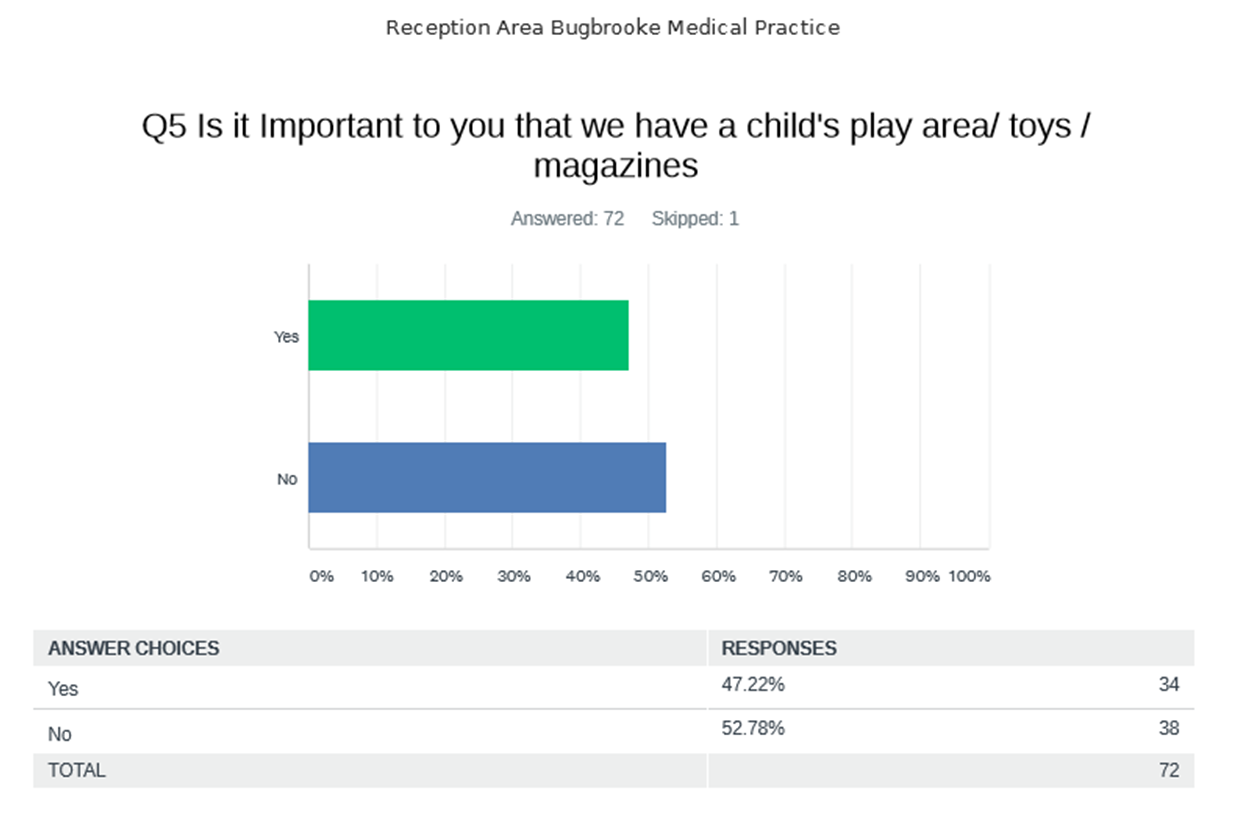 Reception Area Bugbrooke Medical Practice
Q5 Is it Important to you that we have a child's play area/ toys /
magazines
Answered: 72 Skipped: 1
Yes
No
0% 10% 20% 30% 40% 50% 60% 70% 80% 90% 100%
ANSWER CHOICES RESPONSES
Yes 47.22% 34
No 52.78% 38
TOTAL 72